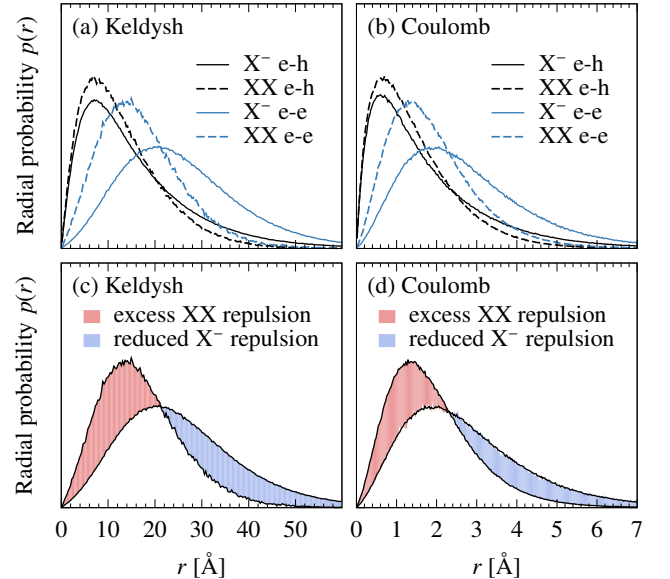 (a) Keldysh
X⁻ e-h
XX e-h
X⁻ e-e
XX e-e
Radial probability p(r)
(b) Coulomb
X⁻ e-h
XX e-h
X⁻ e-e
XX e-e
(c) Keldysh
excess XX repulsion
reduced X⁻ repulsion
Radial probability p(r)
0 10 20 30 40 50
r [Å]
(d) Coulomb
excess XX repulsion
reduced X⁻ repulsion
0 1 2 3 4 5 6 7
r [Å]